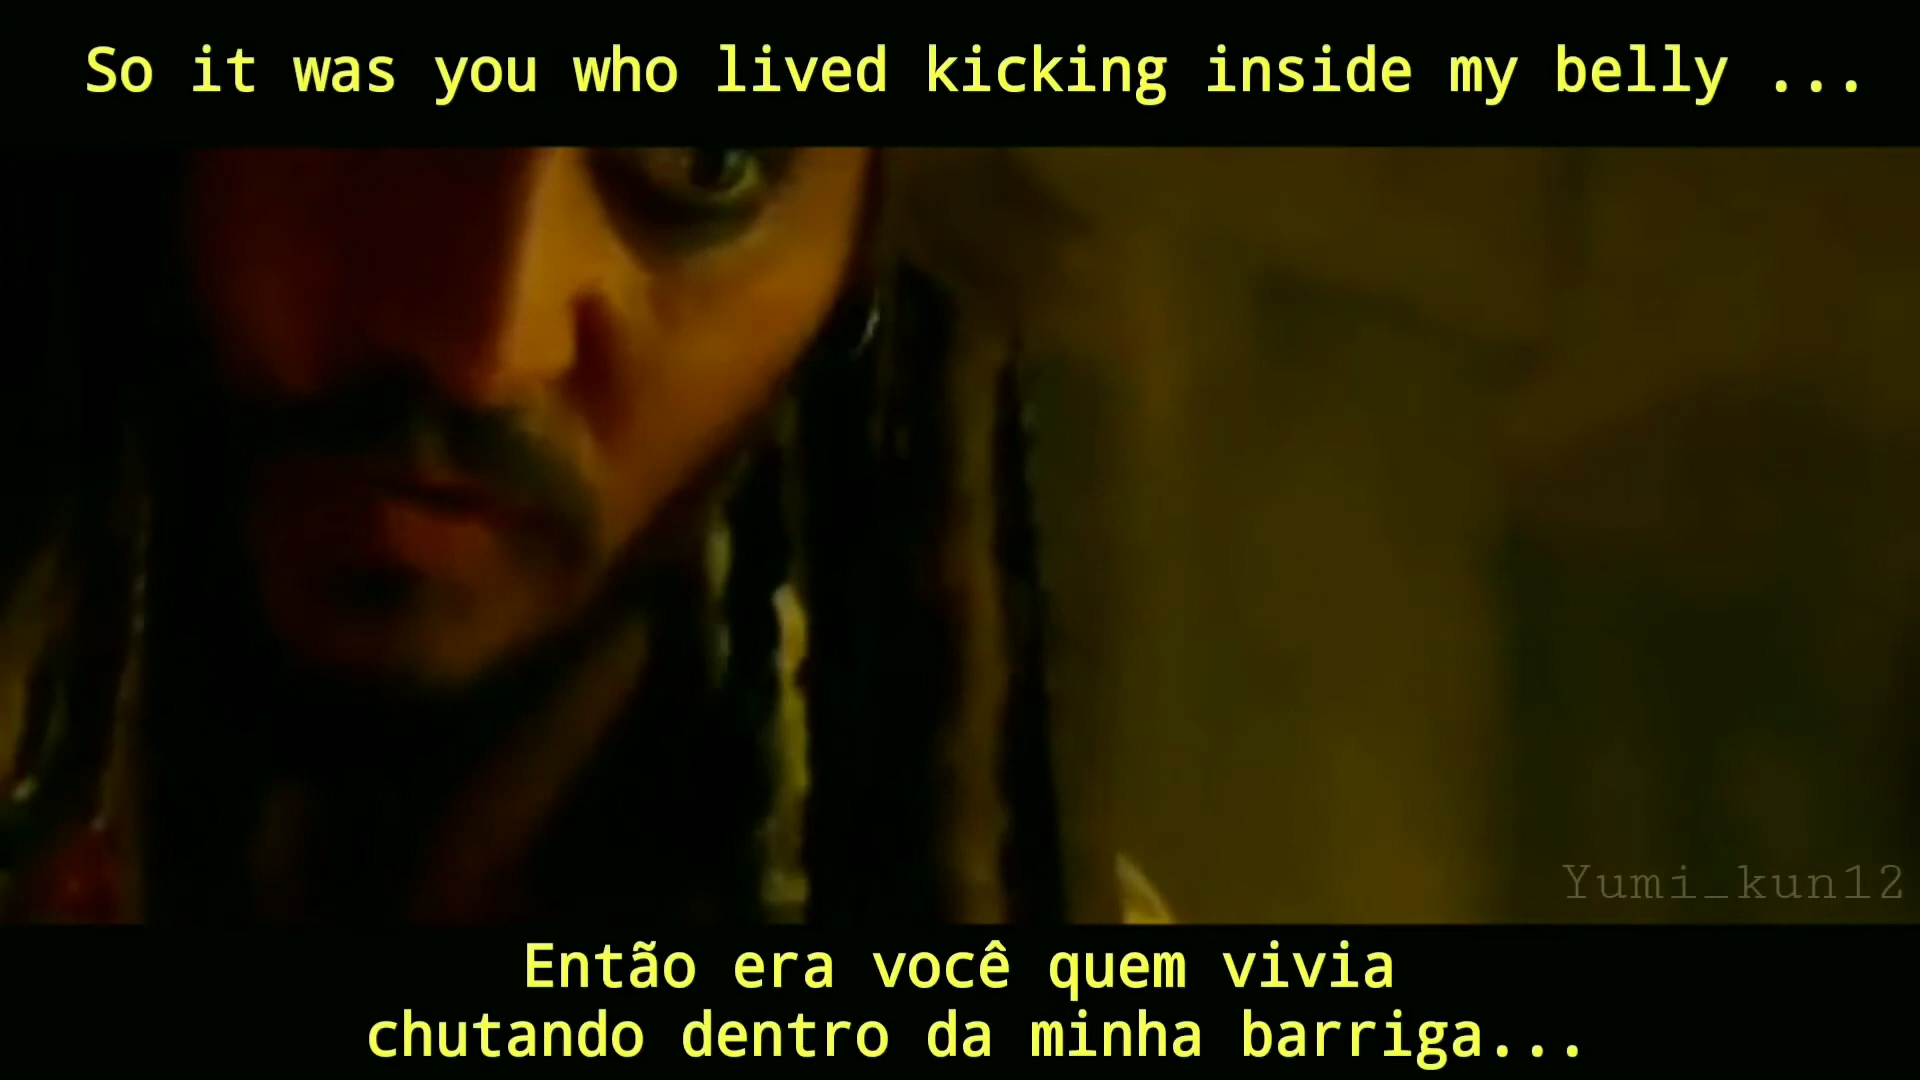 So it was you who lived kicking inside my belly ...
Yumi_kun12
Então era você quem vivia
chutando dentro da minha barriga...